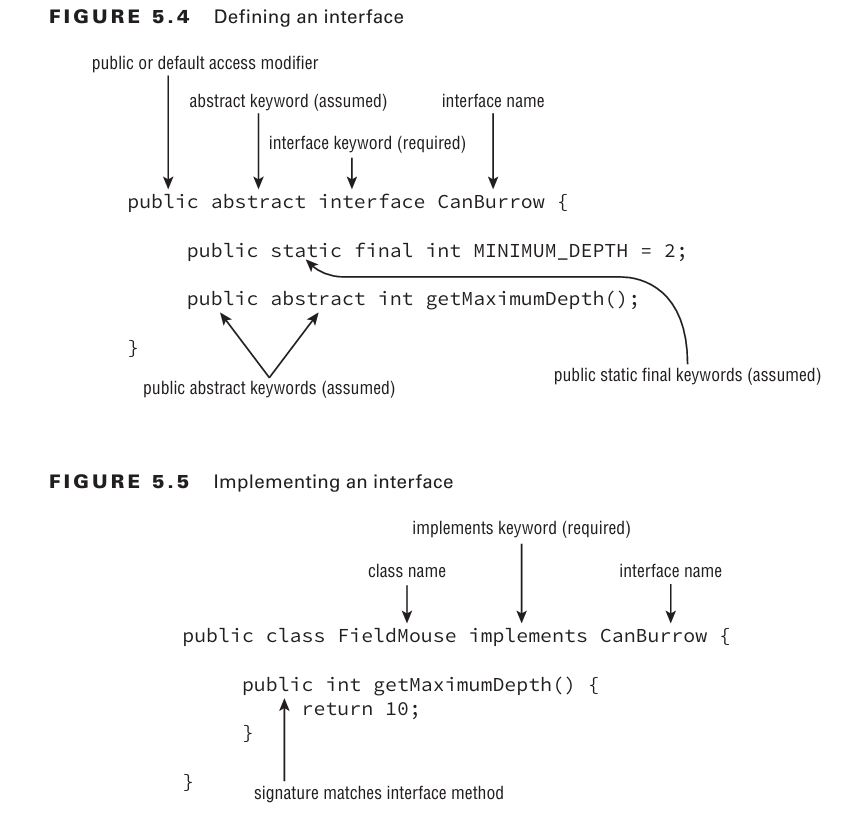 FIGURE 5.4 Defining an interface
public or default access modifier
abstract keyword (assumed) interface name
interface keyword (required)
public abstract interface CanBurrow {
public static final int MINIMUM_DEPTH = 2;
public abstract int getMaximumDepth();
}
public abstract keywords (assumed)
public static final keywords (assumed)
FIGURE 5.5 Implementing an interface
implements keyword (required)
class name interface name
public class FieldMouse implements CanBurrow {
public int getMaximumDepth() {
return 10;
}
}
signature matches interface method